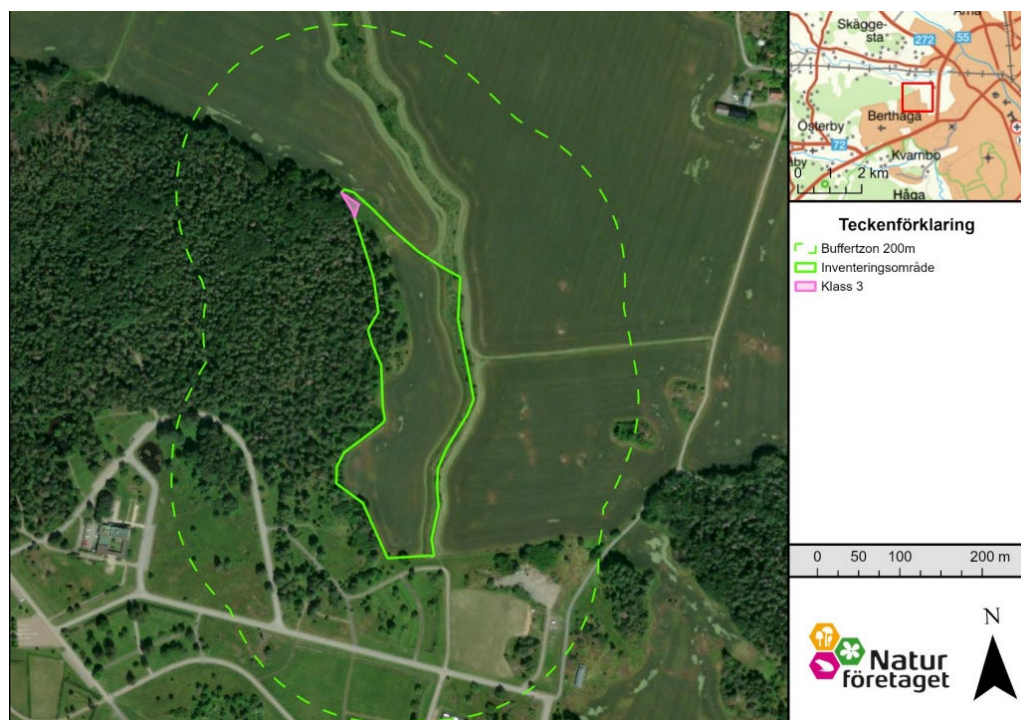 Skägge-
sta
272
55
Berthåga
Österby
72
Kvarnbo
0 1 2 km
Håga
Teckenförklaring
Buffertzon 200m
Inventeringsområde
Klass 3
0 50 100 200 m
N
Natur
företaget